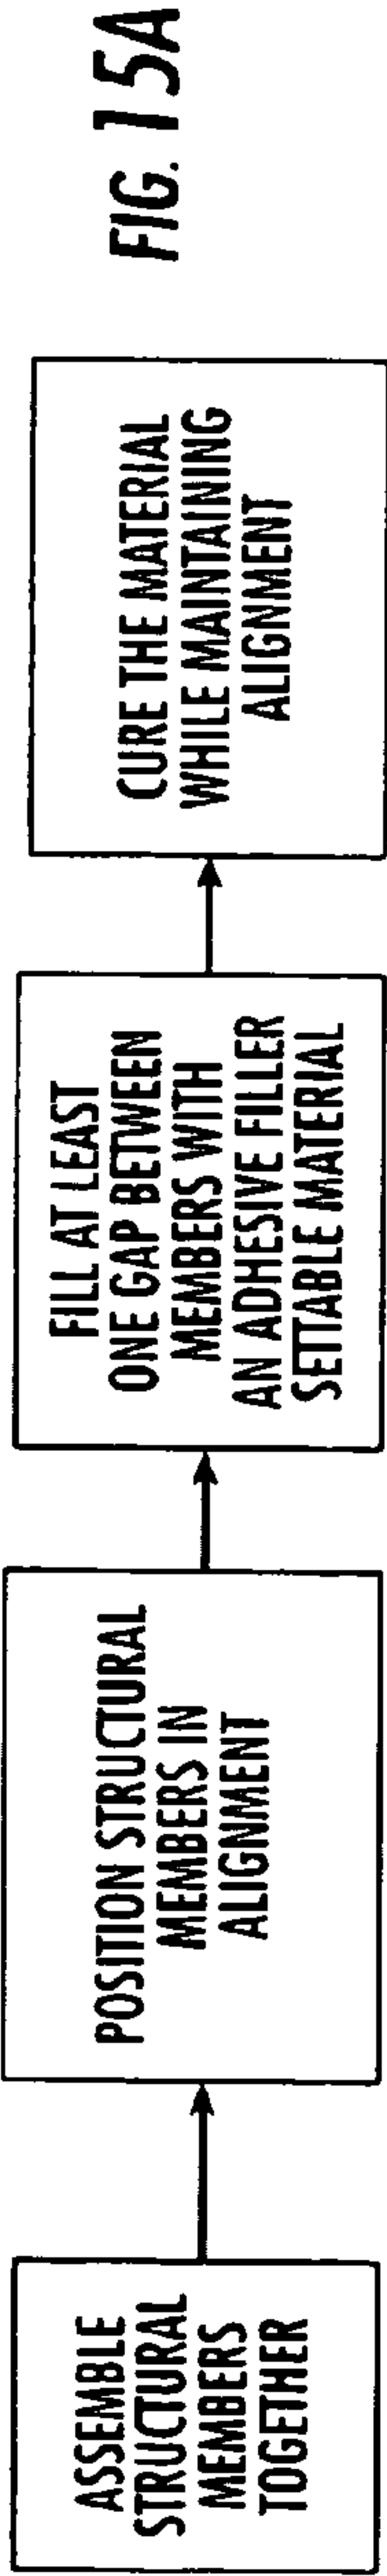 ASSEMBLE
STRUCTURAL
MEMBERS
TOGETHER
POSITION STRUCTURAL
MEMBERS IN
ALIGNMENT
FILL AT LEAST
ONE GAP BETWEEN
MEMBERS WITH
AN ADHESIVE FILLER
SETTABLE MATERIAL
CURE THE MATERIAL
WHILE MAINTAINING
ALIGNMENT
FIG. 15A